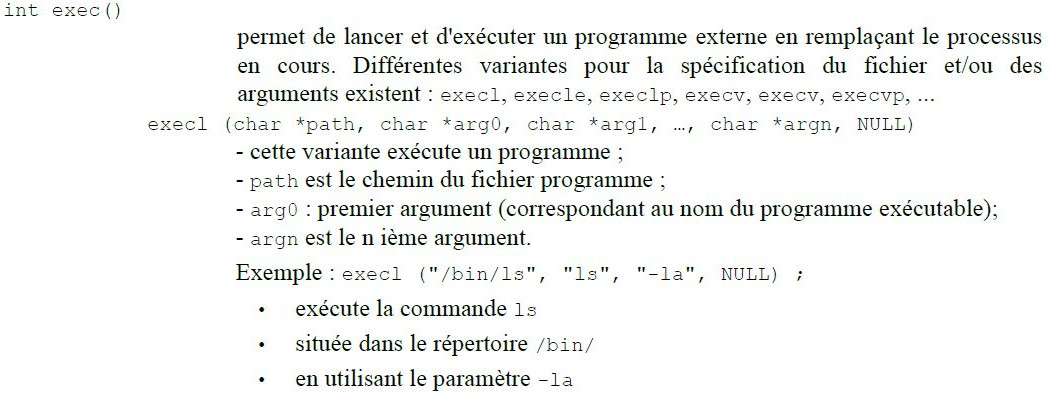 int exec()
permet de lancer et d'exécuter un programme externe en remplaçant le processus
en cours. Différentes variantes pour la spécification du fichier et/ou des
arguments existent : execl, execle, execlp, execv, execv, execvp, ...
execl (char *path, char *arg0, char *arg1, …, char *argn, NULL)
- cette variante exécute un programme ;
- path est le chemin du fichier programme ;
- arg0 : premier argument (correspondant au nom du programme exécutable);
- argn est le n ième argument.
Exemple : execl ("/bin/ls", "ls", "-la", NULL) ;
• exécute la commande ls
• située dans le répertoire /bin/
• en utilisant le paramètre -la